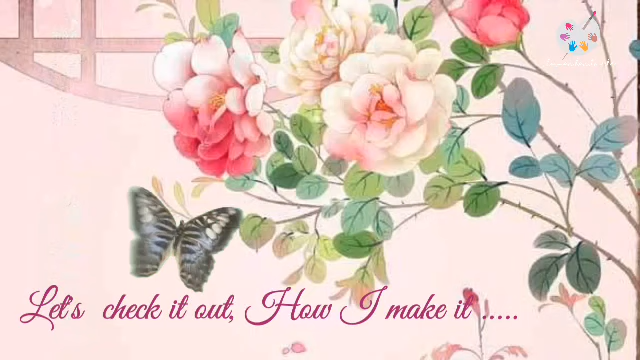 Let's check it out, How I make it .....